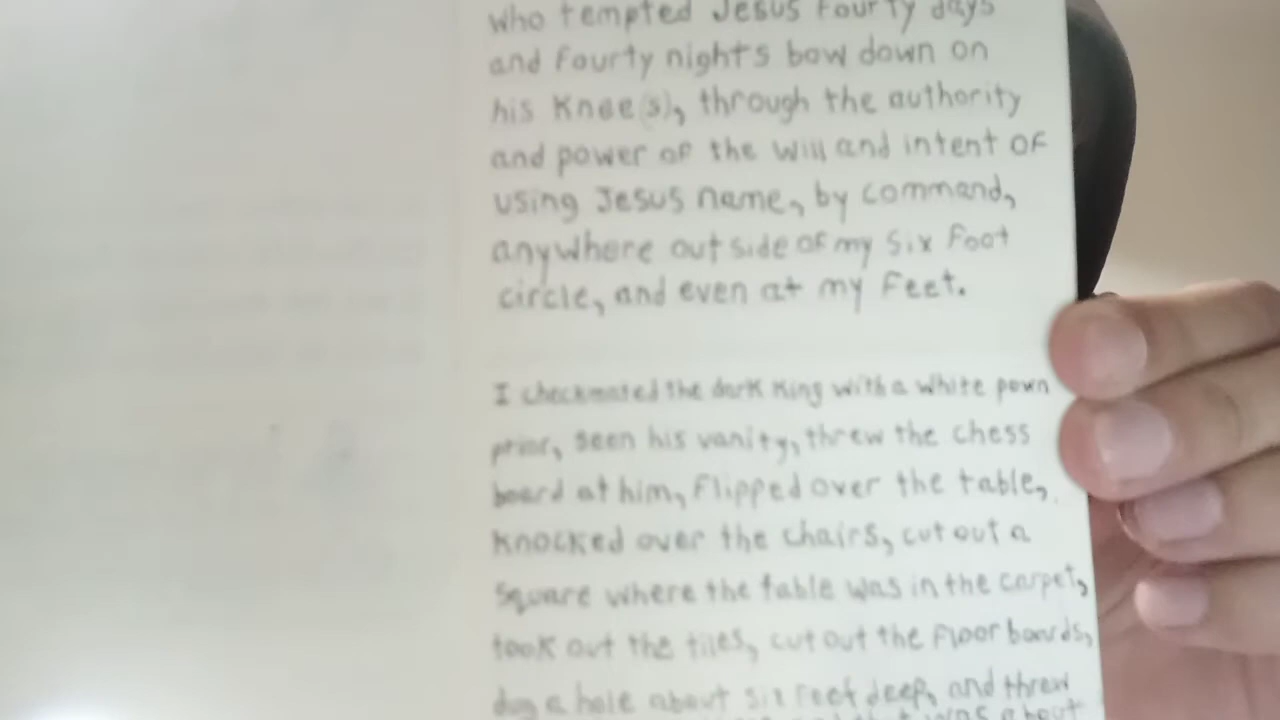 who tempted Jesus Fourty days
and Fourty nights bow down on
his Knee(s), through the authority
and power of the will and intent of
using Jesus name, by command,
anywhere outside of my six foot
circle, and even at my Feet.
I checkmated the dark King with a white pown
prior, seen his vanity, threw the chess
board at him, Flipped over the table,
Knocked over the chairs, cut out a
square where the table was in the carpet,
took out the tiles, cut out the Floor boards,
dug a hole about six Feet deep, and threw
was about